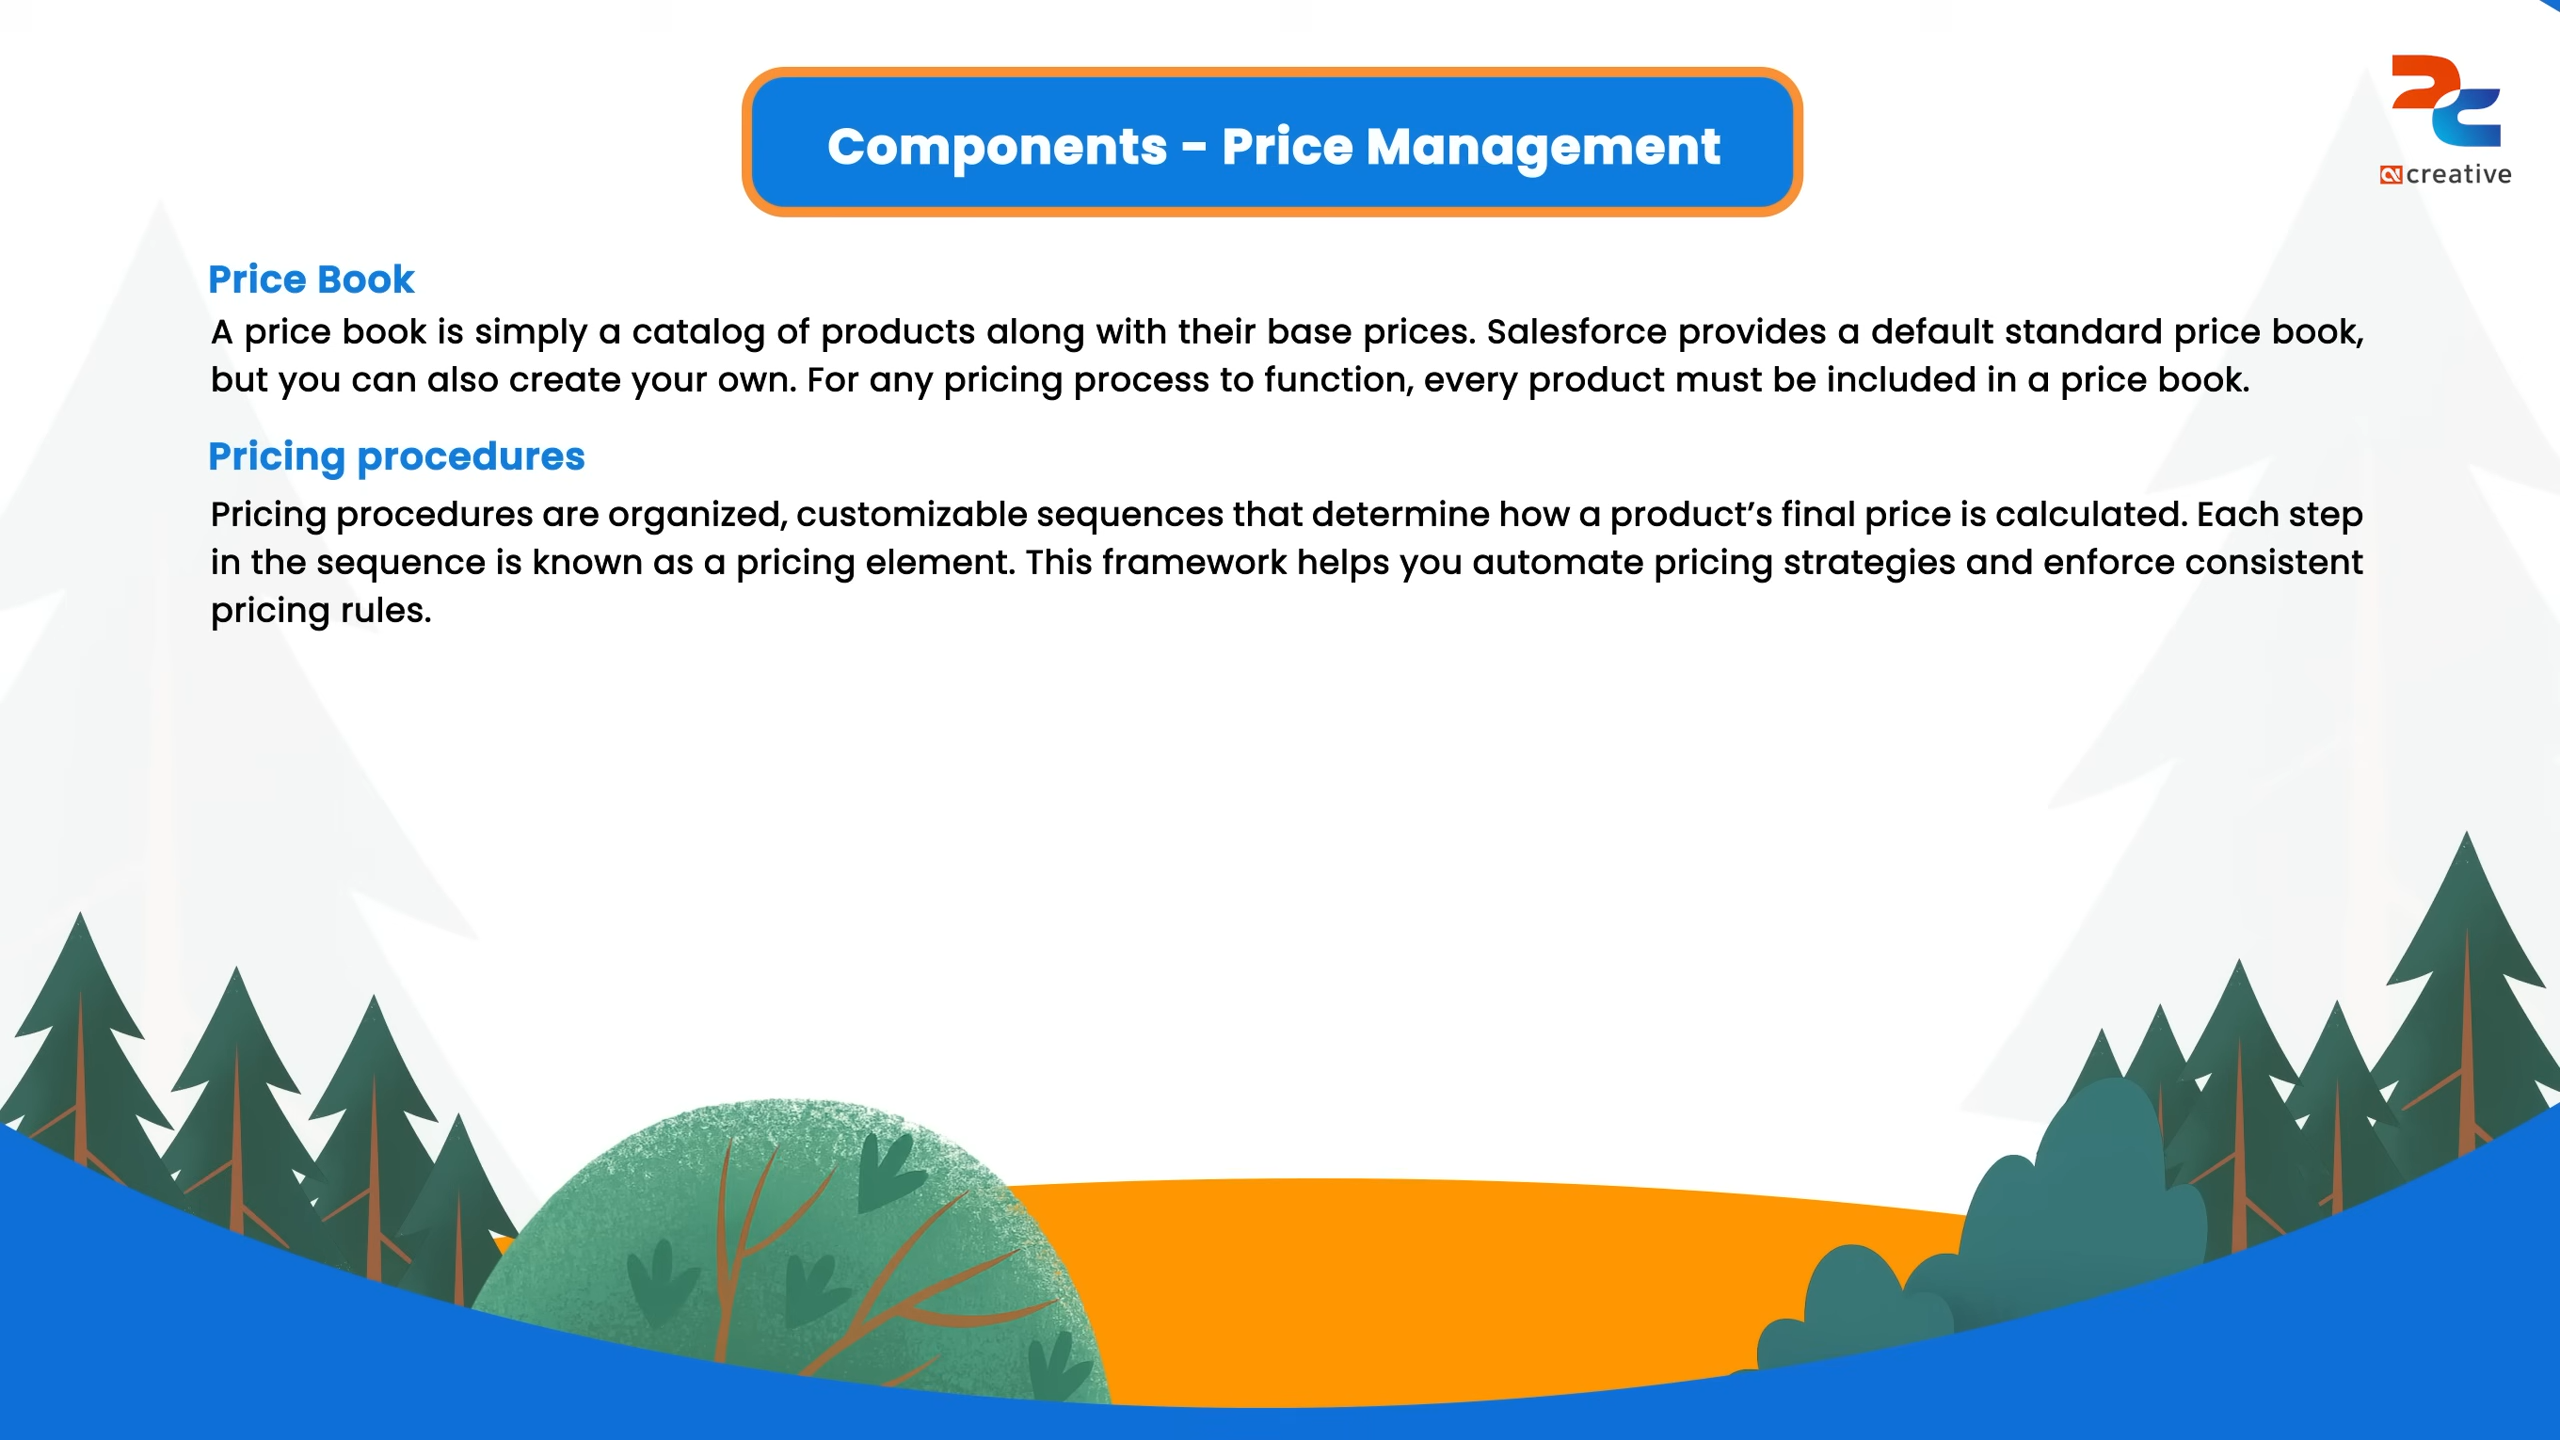 Components - Price Management
creative
Price Book
A price book is simply a catalog of products along with their base prices. Salesforce provides a default standard price book,
but you can also create your own. For any pricing process to function, every product must be included in a price book.
Pricing procedures
Pricing procedures are organized, customizable sequences that determine how a product’s final price is calculated. Each step
in the sequence is known as a pricing element. This framework helps you automate pricing strategies and enforce consistent
pricing rules.